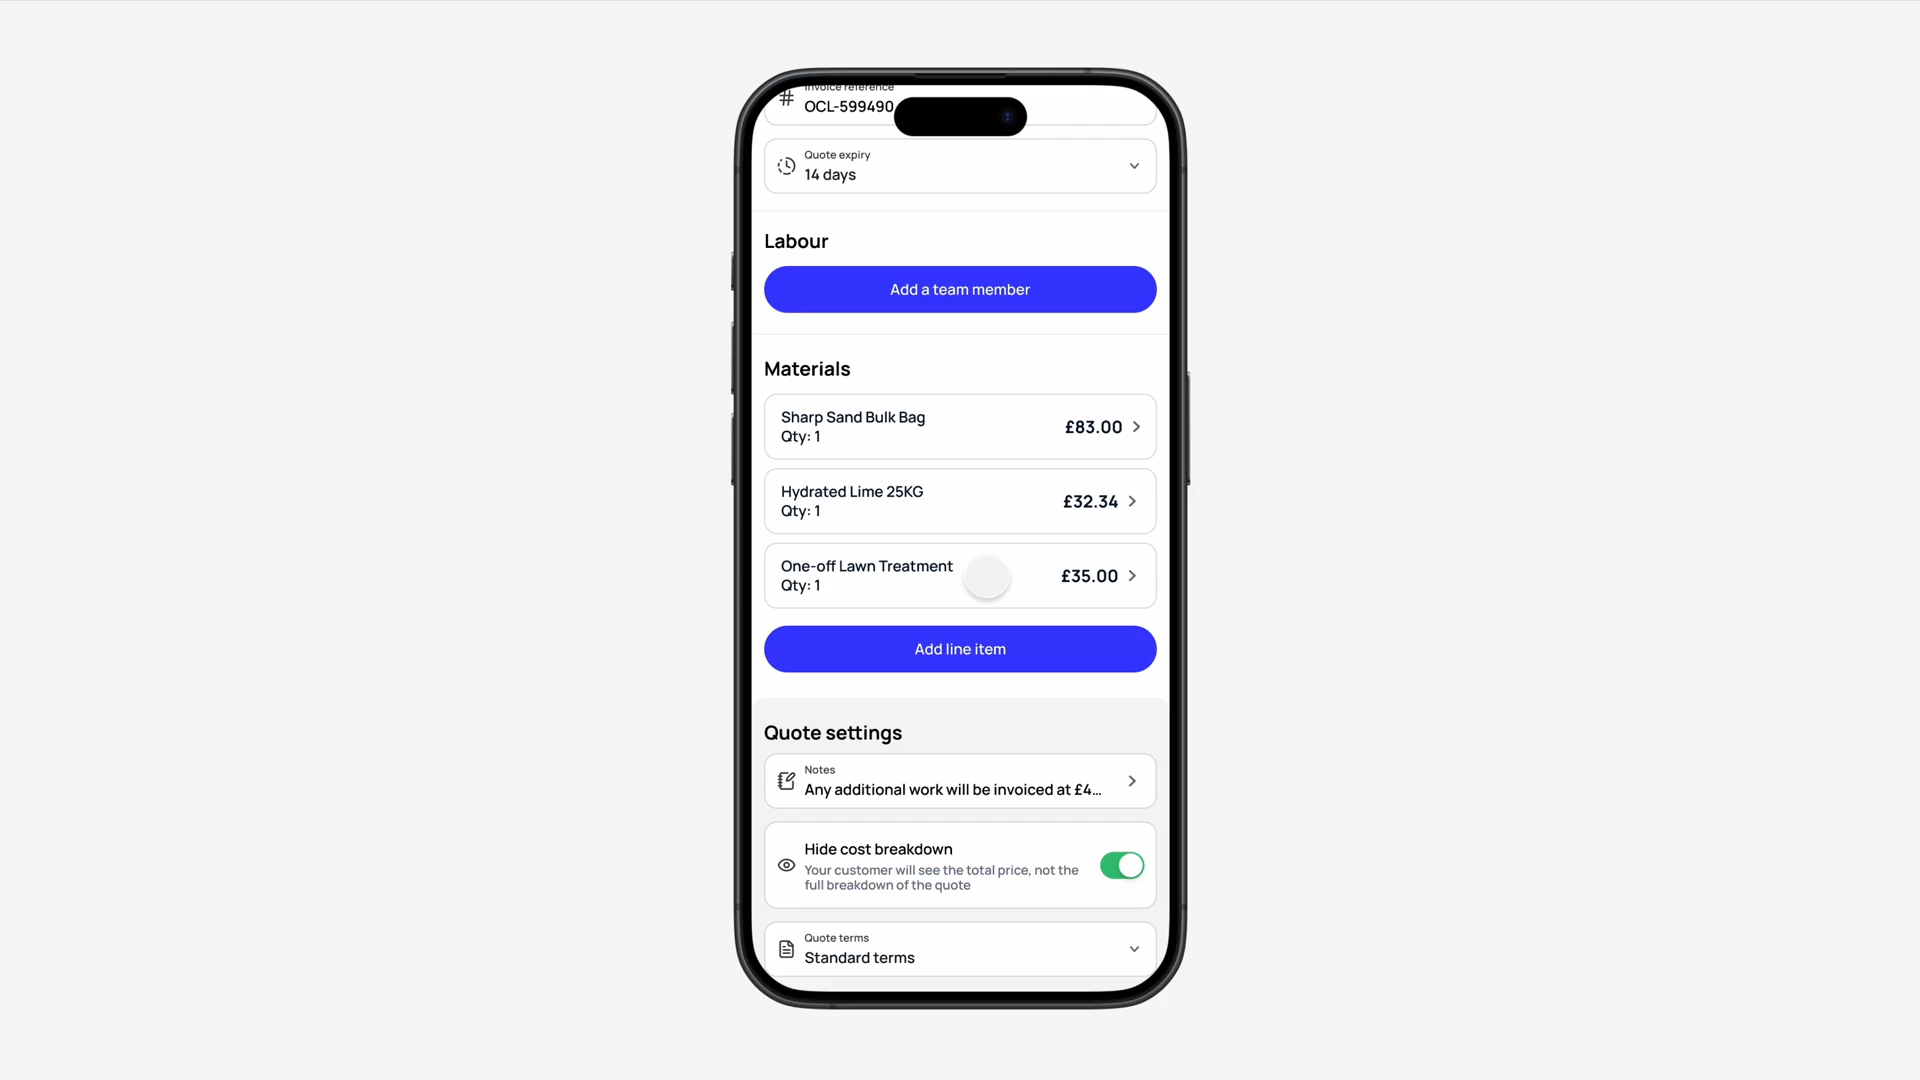 Invoice reference
OCL-599490
Quote expiry
14 days
Labour
Add a team member
Materials
Sharp Sand Bulk Bag
Qty: 1
£83.00
Hydrated Lime 25KG
Qty: 1
£32.34
One-off Lawn Treatment
Qty: 1
£35.00
Add line item
Quote settings
Notes
Any additional work will be invoiced at £4...
Hide cost breakdown
Your customer will see the total price, not the
full breakdown of the quote
Quote terms
Standard terms